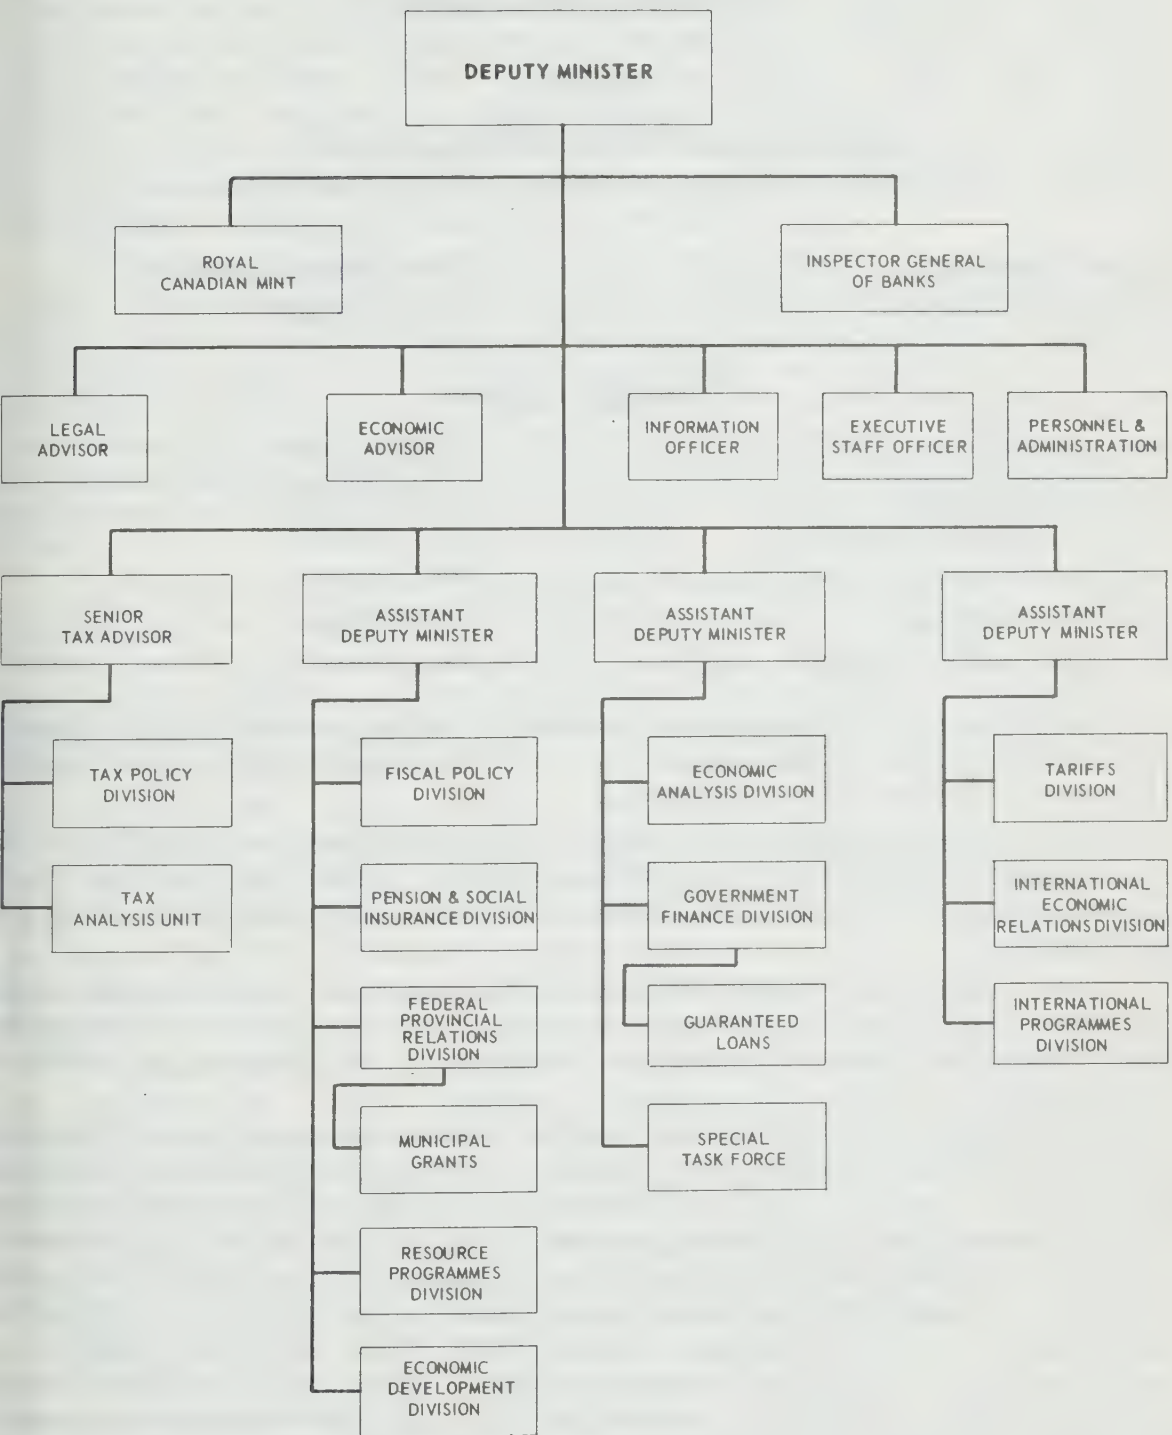 DEPUTY MINISTER
ROYAL
CANADIAN MINT
INSPECTOR GENERAL
OF BANKS
LEGAL
ADVISOR
ECONOMIC
ADVISOR
INFORMATION
OFFICER
EXECUTIVE
STAFF OFFICER
PERSONNEL &
ADMINISTRATION
SENIOR
TAX ADVISOR
ASSISTANT
DEPUTY MINISTER
ASSISTANT
DEPUTY MINISTER
ASSISTANT
DEPUTY MINISTER
TAX POLICY
DIVISION
TAX
ANALYSIS UNIT
FISCAL POLICY
DIVISION
PENSION & SOCIAL
INSURANCE DIVISION
FEDERAL
PROVINCIAL
RELATIONS
DIVISION
MUNICIPAL
GRANTS
RESOURCE
PROGRAMMES
DIVISION
ECONOMIC
DEVELOPMENT
DIVISION
ECONOMIC
ANALYSIS DIVISION
GOVERNMENT
FINANCE DIVISION
GUARANTEED
LOANS
SPECIAL
TASK FORCE
TARIFFS
DIVISION
INTERNATIONAL
ECONOMIC
RELATIONS DIVISION
INTERNATIONAL
PROGRAMMES
DIVISION